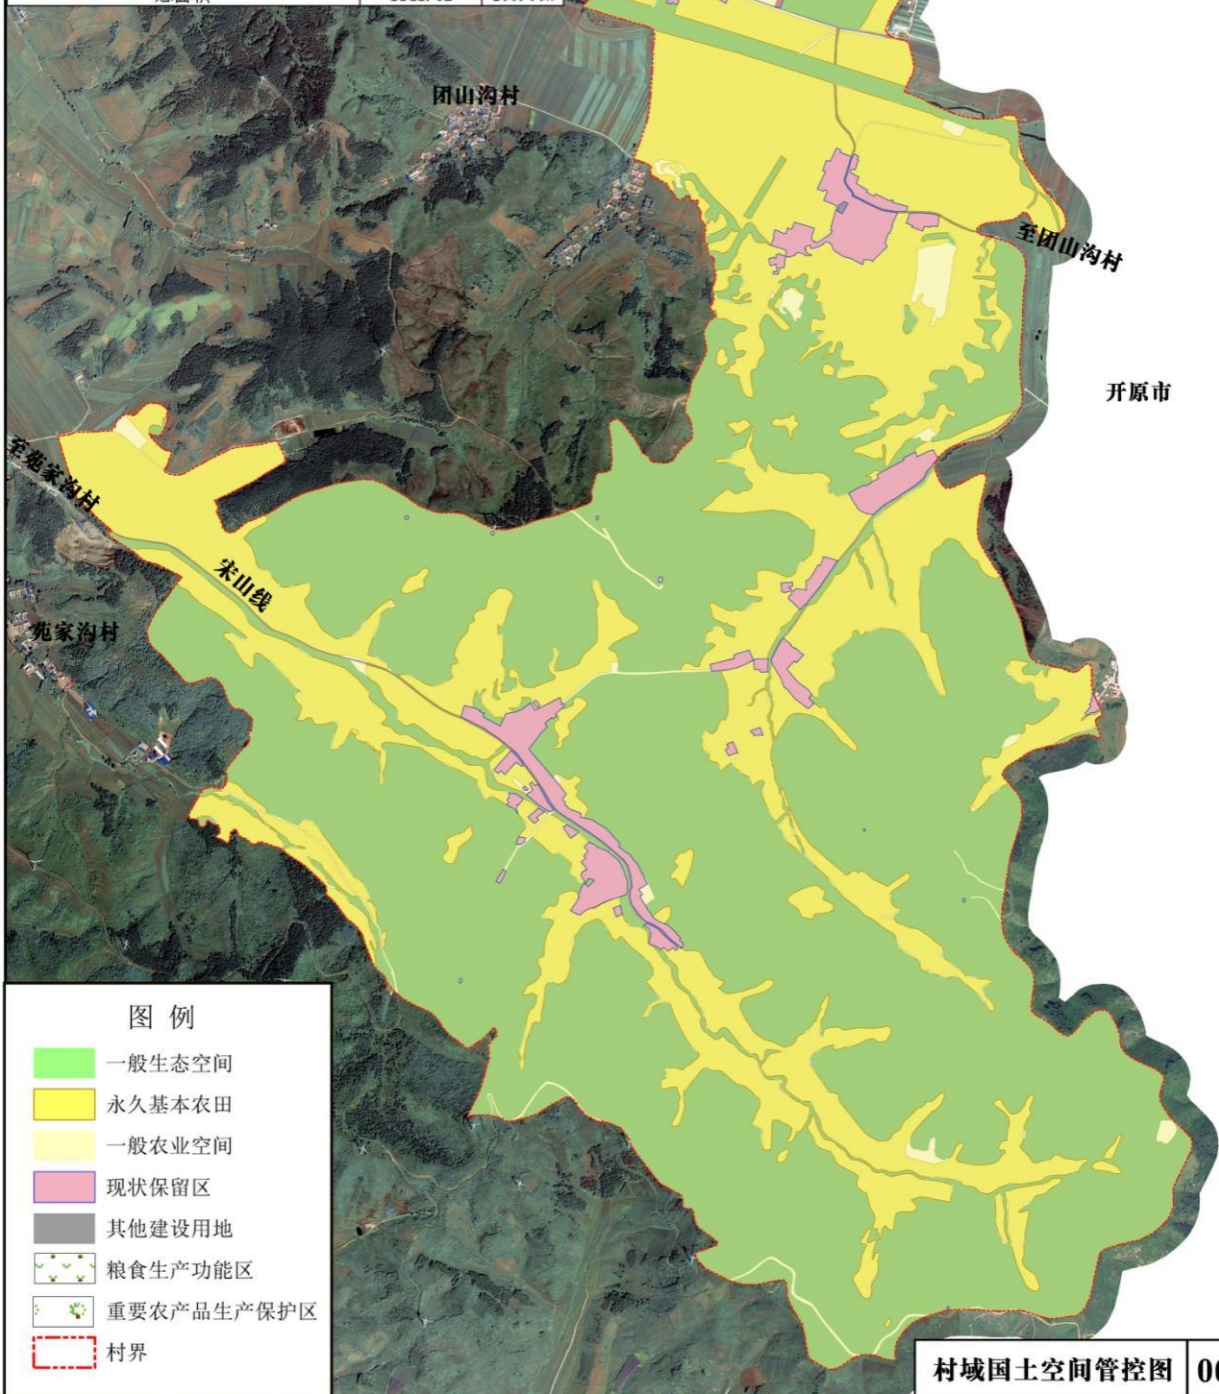 团山沟村
至团山沟村
开原市
至苑家沟村
宋山线
苑家沟村
图 例
一般生态空间
永久基本农田
一般农业空间
现状保留区
其他建设用地
粮食生产功能区
重要农产品生产保护区
村界
村域国土空间管控图